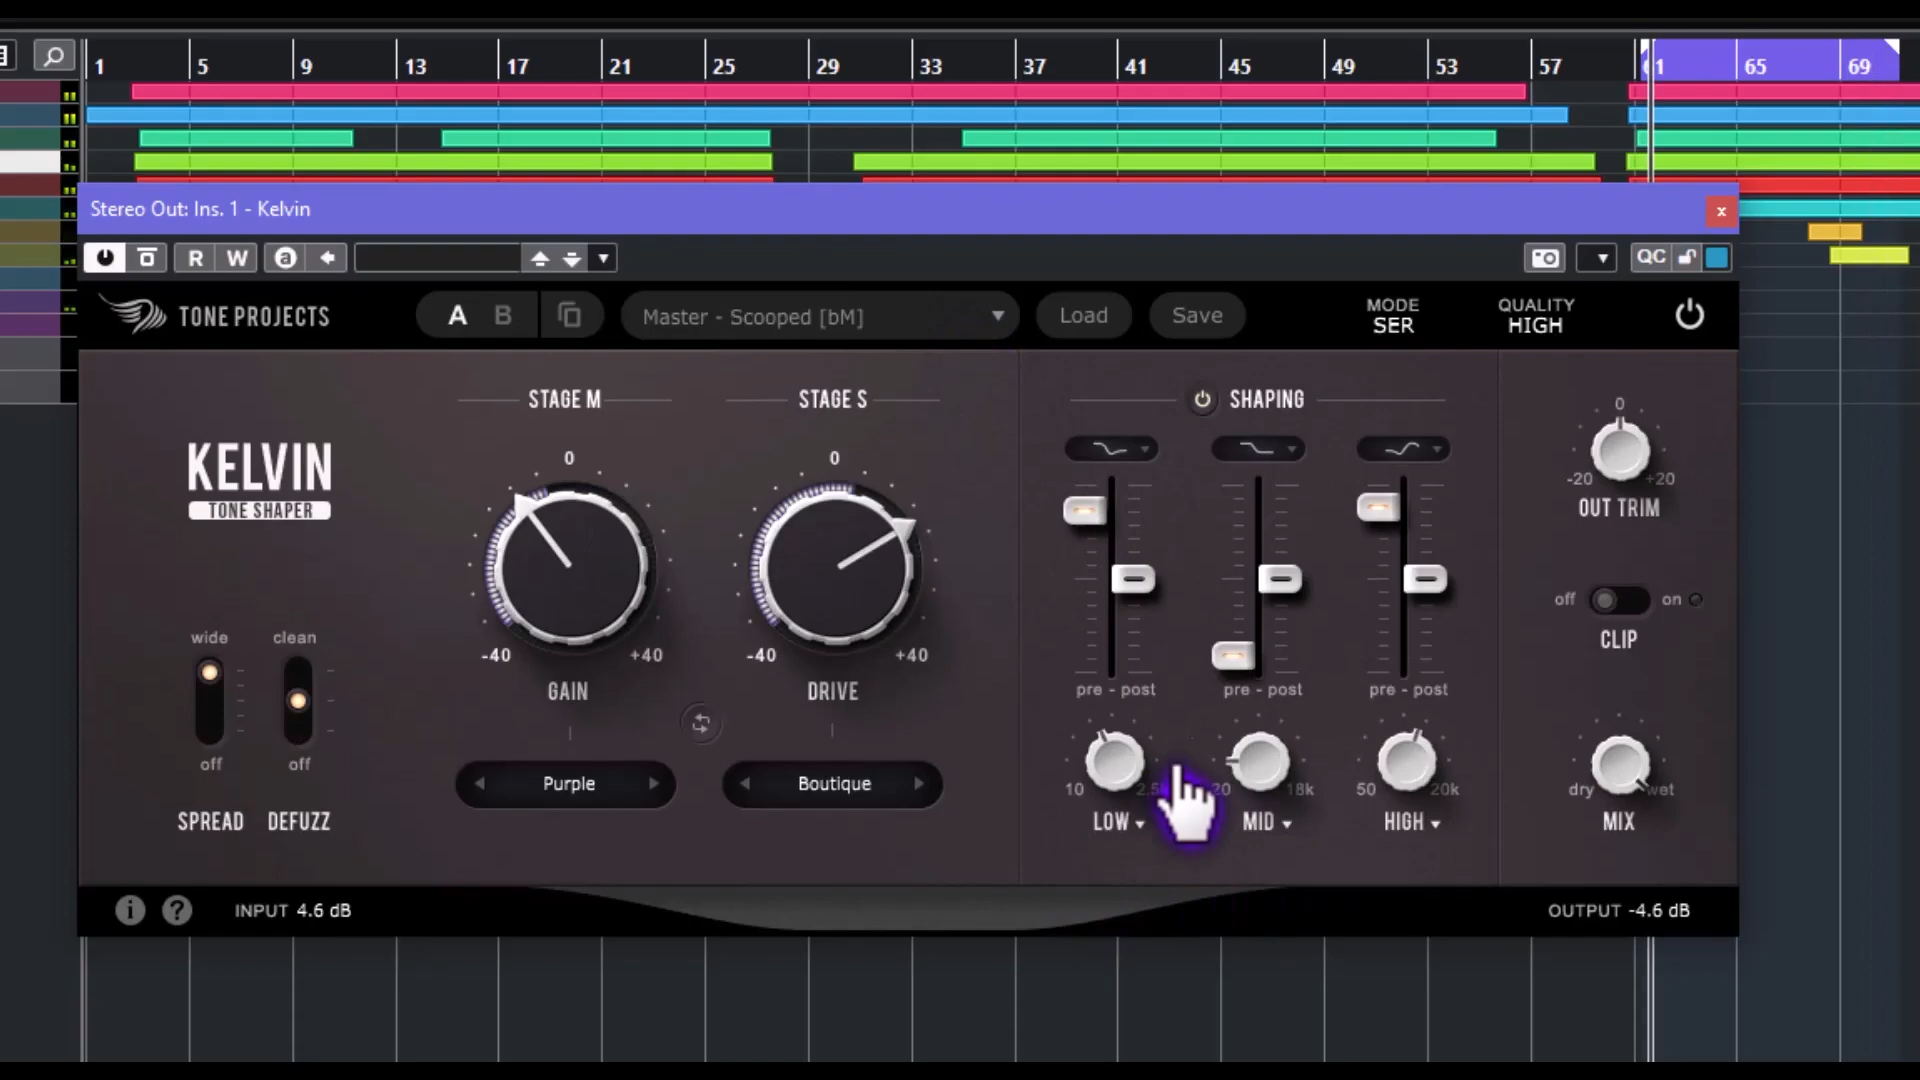 1 5 9 13 17 21 25 29 33 37 41 45 49 53 57 61 65 69
Stereo Out: Ins. 1 - Kelvin
x
R W a QC
TONE PROJECTS
A B
Master - Scooped [bM]
Load
Save
MODE
SER
QUALITY
HIGH
KELVIN
TONE SHAPER
wide
off
SPREAD
clean
off
DEFUZZ
STAGE M
0
-40 +40
GAIN
Purple
STAGE S
0
-40 +40
DRIVE
Boutique
SHAPING
pre - post
pre - post
pre - post
10 2.5k
LOW
20 18k
MID
50 20k
HIGH
0
-20 +20
OUT TRIM
off on
CLIP
dry wet
MIX
i ? INPUT 4.6 dB
OUTPUT -4.6 dB